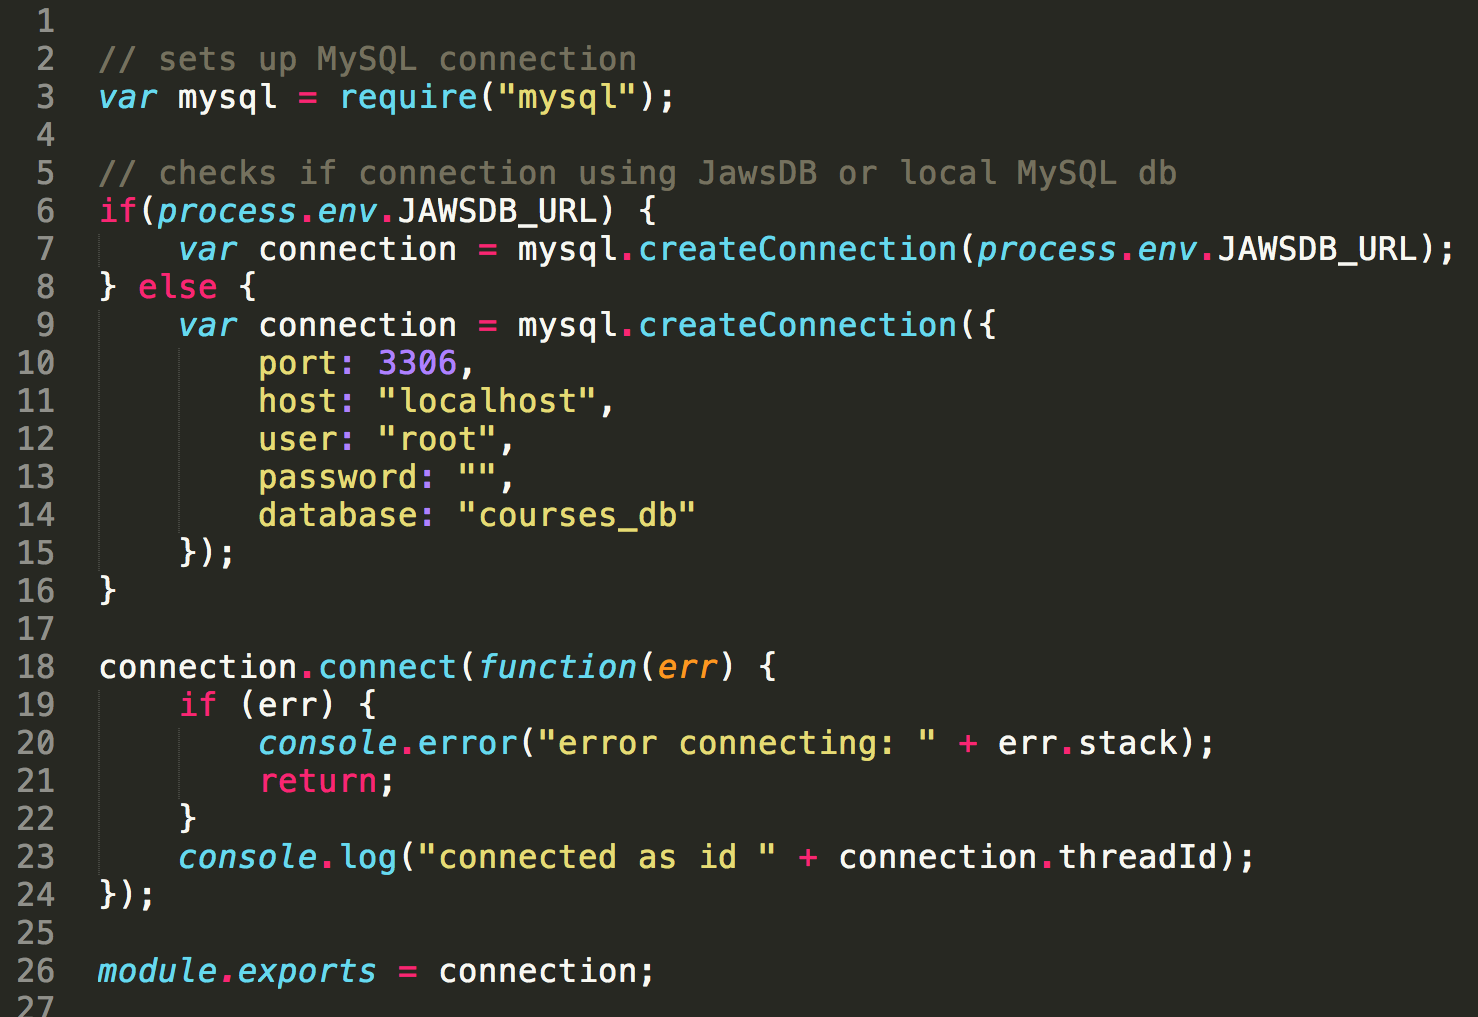 1
2 // sets up MySQL connection
3 var mysql = require("mysql");
4
5 // checks if connection using JawsDB or local MySQL db
6 if(process.env.JAWSDB_URL) {
7     var connection = mysql.createConnection(process.env.JAWSDB_URL);
8 } else {
9     var connection = mysql.createConnection({
10         port: 3306,
11         host: "localhost",
12         user: "root",
13         password: "",
14         database: "courses_db"
15     });
16 }
17
18 connection.connect(function(err) {
19     if (err) {
20         console.error("error connecting: " + err.stack);
21         return;
22     }
23     console.log("connected as id " + connection.threadId);
24 });
25
26 module.exports = connection;
27